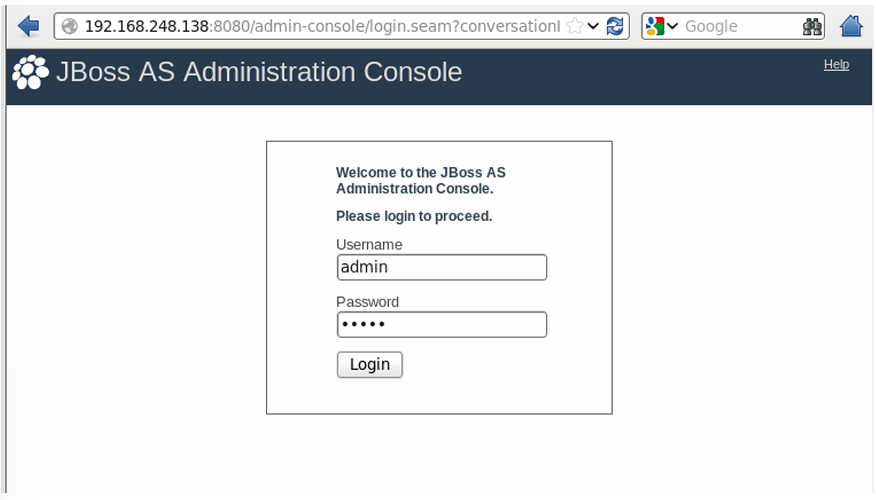 192.168.248.138:8080/admin-console/login.seam?conversationI
Google
JBoss AS Administration Console
Help
Welcome to the JBoss AS
Administration Console.
Please login to proceed.
Username
admin
Password
•••••
Login